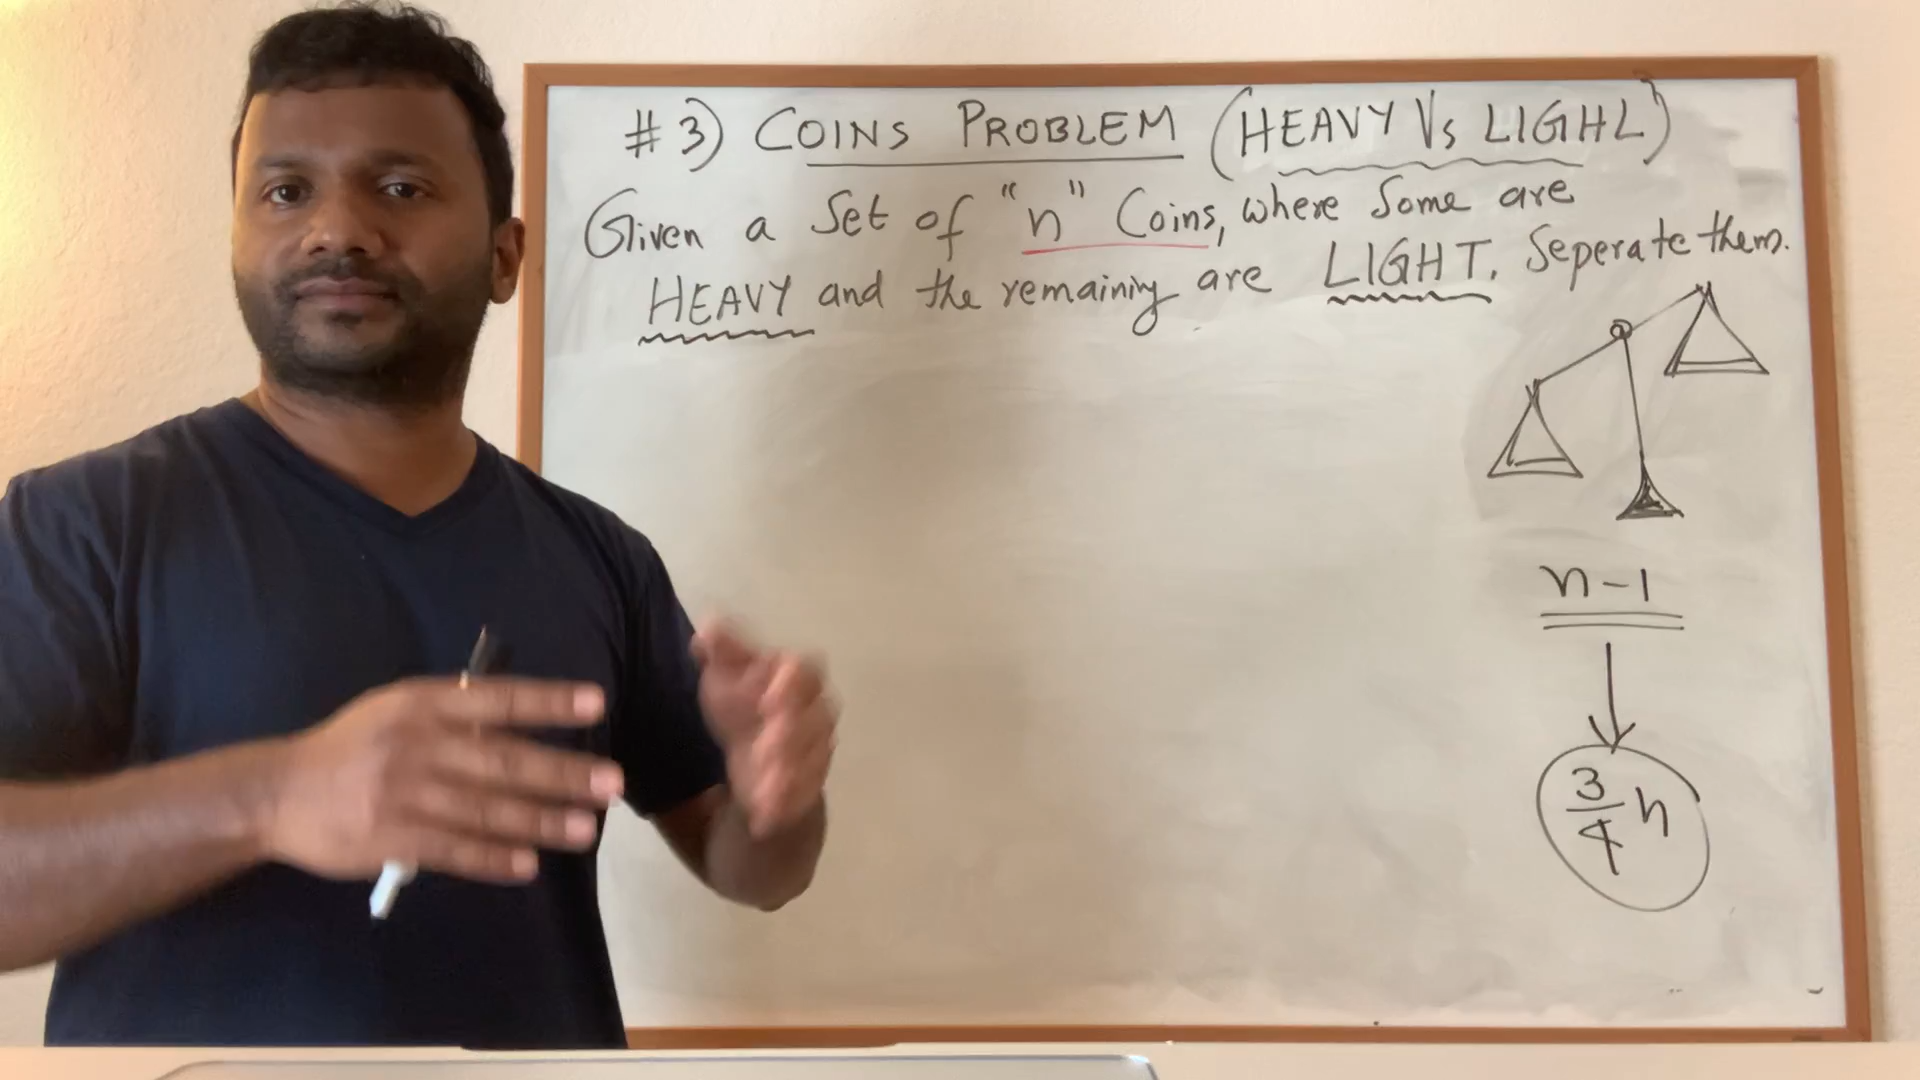 #3) COINS PROBLEM (HEAVY Vs LIGHL)
Given a Set of "n" Coins, where Some are
HEAVY and the remaining are LIGHT. Seperate them.
n-1
3/4 n